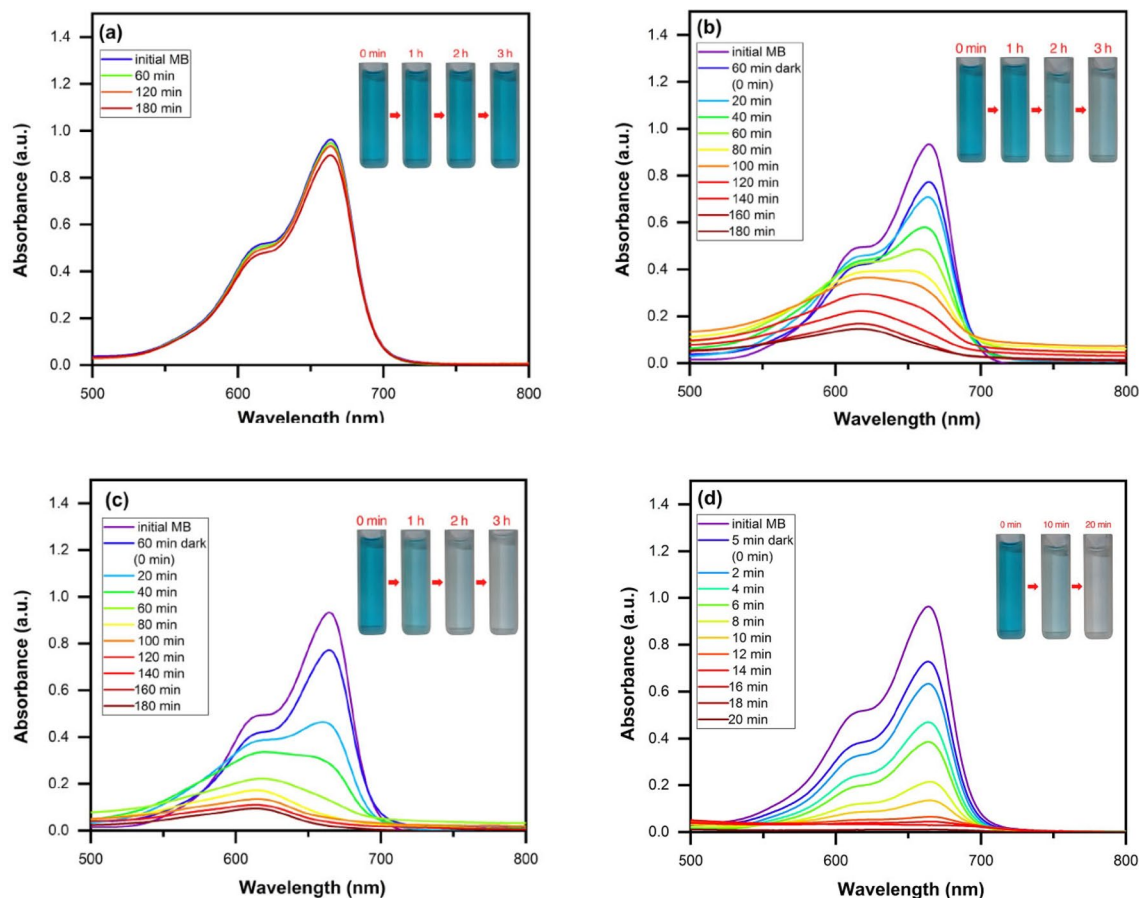 (a)
initial MB
60 min
120 min
180 min
0 min 1 h 2 h 3 h
1.4
1.2
1.0
0.8
0.6
0.4
0.2
0.0
Absorbance (a.u.)
500 600 700 800
Wavelength (nm)
(b)
initial MB
60 min dark
(0 min)
20 min
40 min
60 min
80 min
100 min
120 min
140 min
160 min
180 min
0 min 1 h 2 h 3 h
1.4
1.2
1.0
0.8
0.6
0.4
0.2
0.0
Absorbance (a.u.)
500 600 700 800
Wavelength (nm)
(c)
initial MB
60 min dark
(0 min)
20 min
40 min
60 min
80 min
100 min
120 min
140 min
160 min
180 min
0 min 1 h 2 h 3 h
1.4
1.2
1.0
0.8
0.6
0.4
0.2
0.0
Absorbance (a.u.)
500 600 700 800
Wavelength (nm)
(d)
initial MB
5 min dark
(0 min)
2 min
4 min
6 min
8 min
10 min
12 min
14 min
16 min
18 min
20 min
0 min 10 min 20 min
1.4
1.2
1.0
0.8
0.6
0.4
0.2
0.0
Absorbance (a.u.)
500 600 700 800
Wavelength (nm)